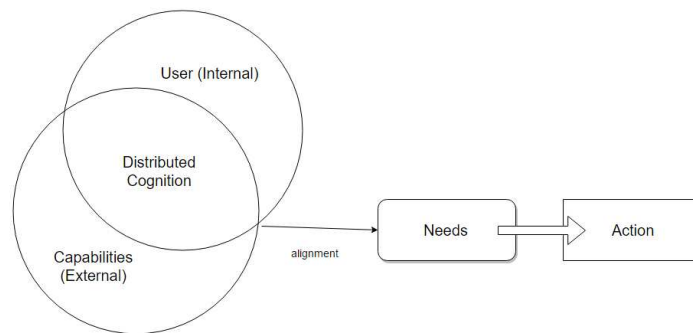 User (Internal)
Distributed
Cognition
Capabilities
(External)
alignment
Needs
Action